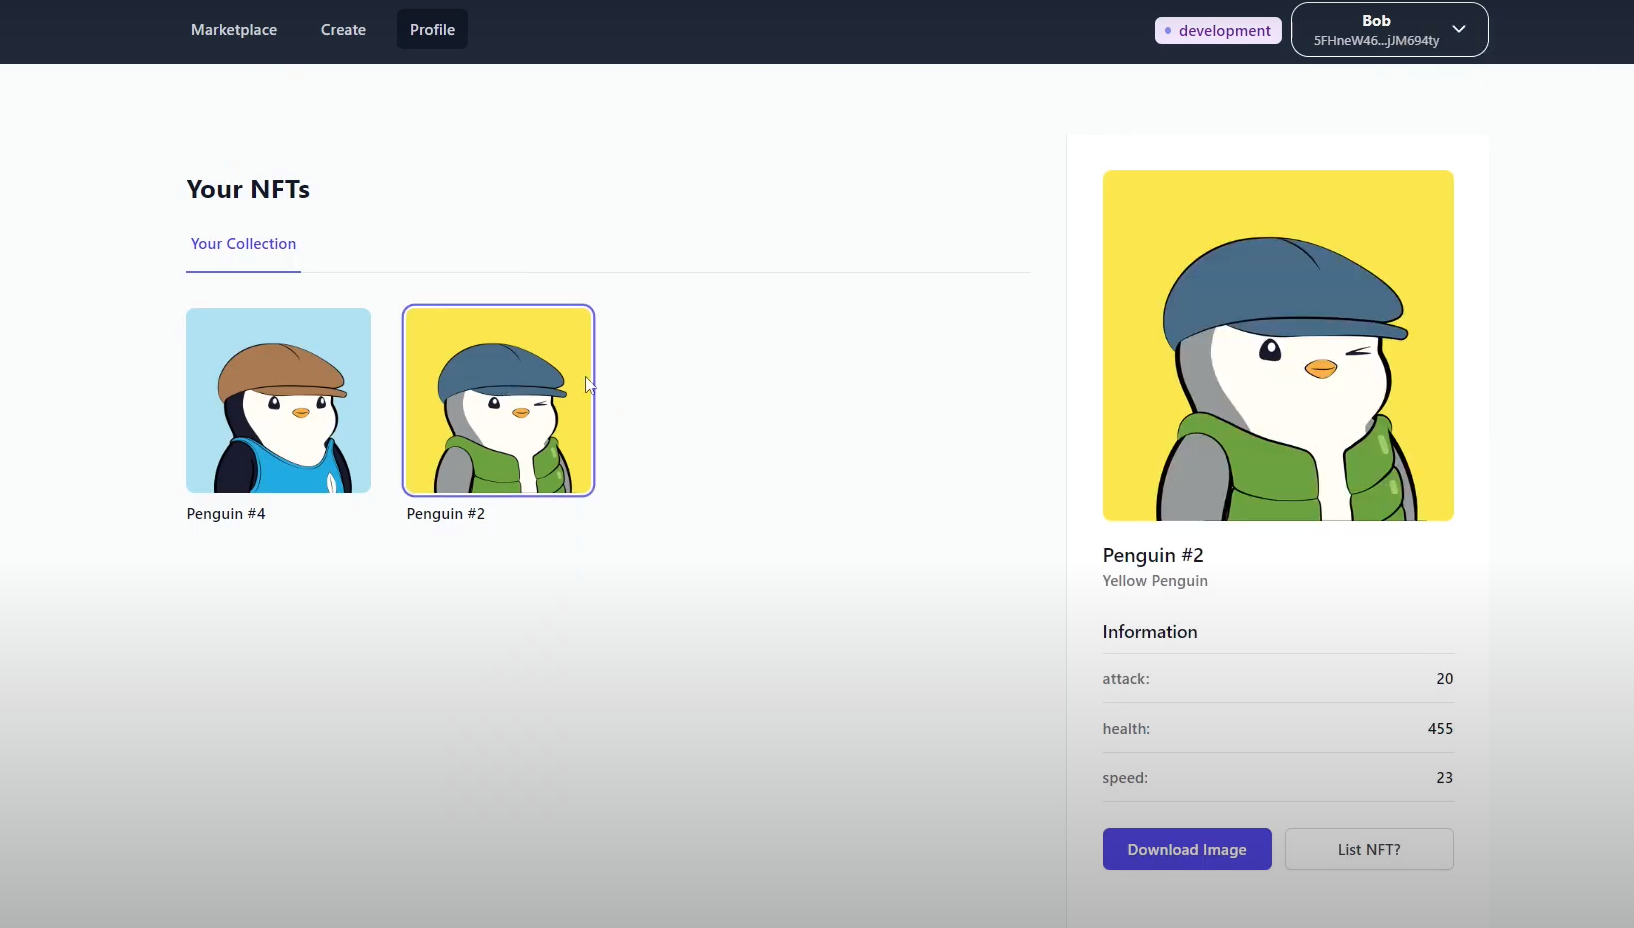 Marketplace
Create
Profile
development
Bob
5FHneW46...jJM694ty
Your NFTs
Your Collection
Penguin #4
Penguin #2
Penguin #2
Yellow Penguin
Information
attack: 20
health: 455
speed: 23
Download Image
List NFT?